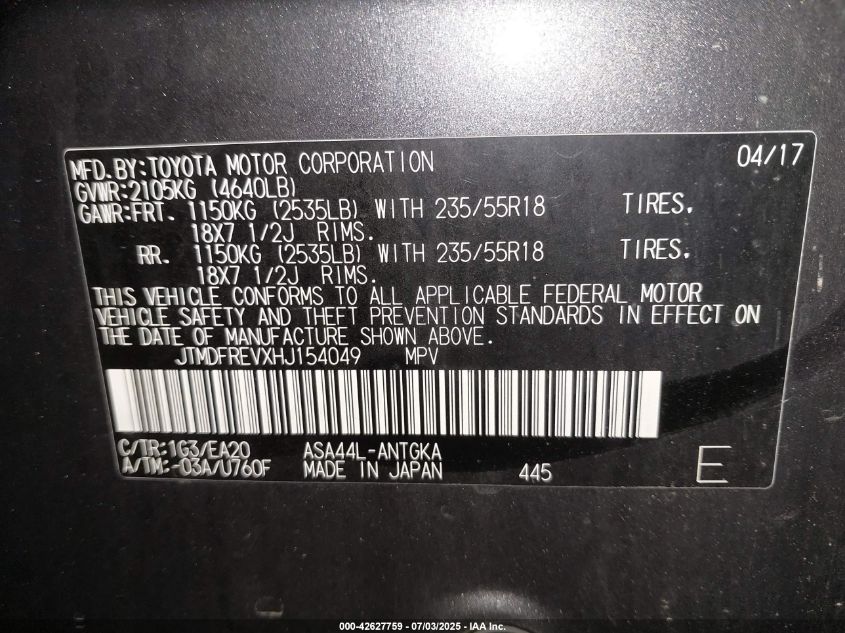 MFD.BY:TOYOTA MOTOR CORPORATION 04/17
GVWR:2105KG (4640LB)
GAWR:FRT. 1150KG (2535LB) WITH 235/55R18 TIRES.
18X7 1/2J RIMS.
RR. 1150KG (2535LB) WITH 235/55R18 TIRES.
18X7 1/2J RIMS.
THIS VEHICLE CONFORMS TO ALL APPLICABLE FEDERAL MOTOR
VEHICLE SAFETY AND THEFT PREVENTION STANDARDS IN EFFECT ON
THE DATE OF MANUFACTURE SHOWN ABOVE.
JTMDFREVXHJ154049 MPV
C/TR:1G3/EA20 ASA44L-ANTGKA
A/TM:-03A/U760F MADE IN JAPAN 445 E
000-42627759 / 07/03/2025 / IAA Inc.